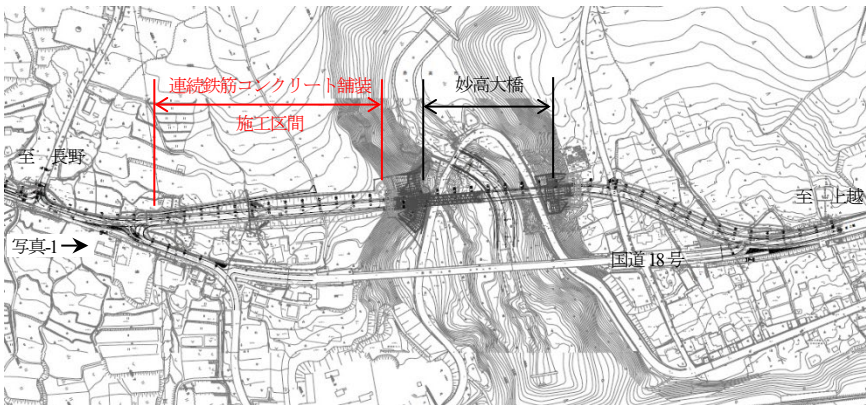 連続鉄筋コンクリート舗装
施工区間
妙高大橋
至　長野
至　上越
写真-1
国道18号